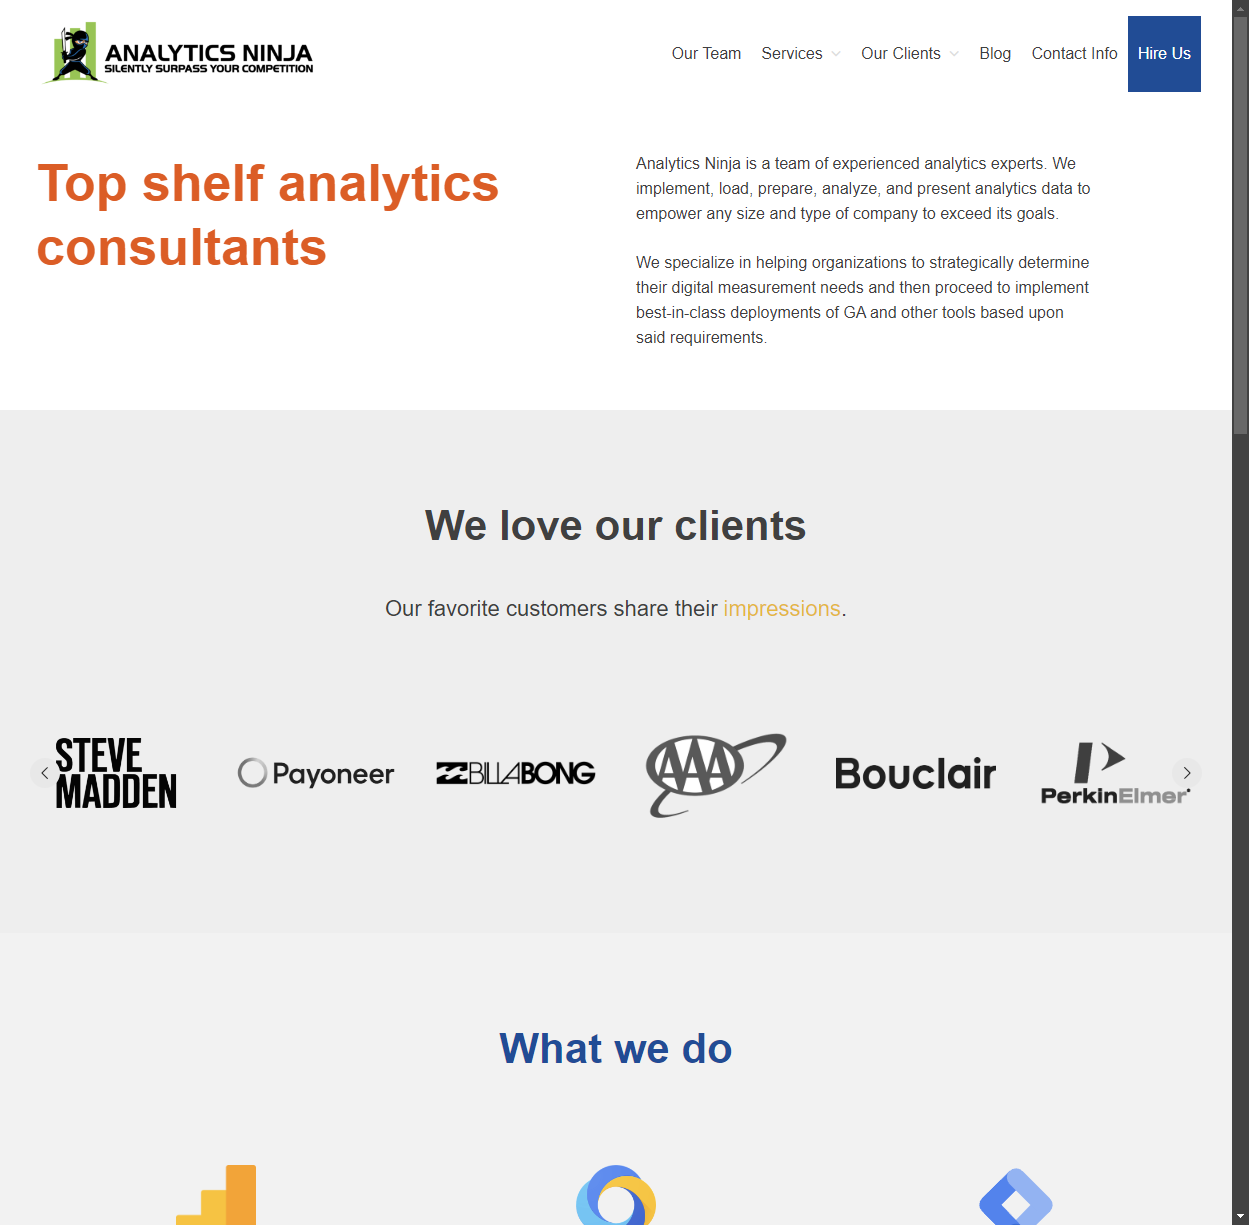 ANALYTICS NINJA
SILENTLY SURPASS YOUR COMPETITION
Our Team
Services
Our Clients
Blog
Contact Info
Hire Us
Top shelf analytics
consultants
Analytics Ninja is a team of experienced analytics experts. We
implement, load, prepare, analyze, and present analytics data to
empower any size and type of company to exceed its goals.
We specialize in helping organizations to strategically determine
their digital measurement needs and then proceed to implement
best-in-class deployments of GA and other tools based upon
said requirements.
We love our clients
Our favorite customers share their impressions.
STEVE
MADDEN
Payoneer
BILLABONG
AAA
Bouclair
PerkinElmer
What we do